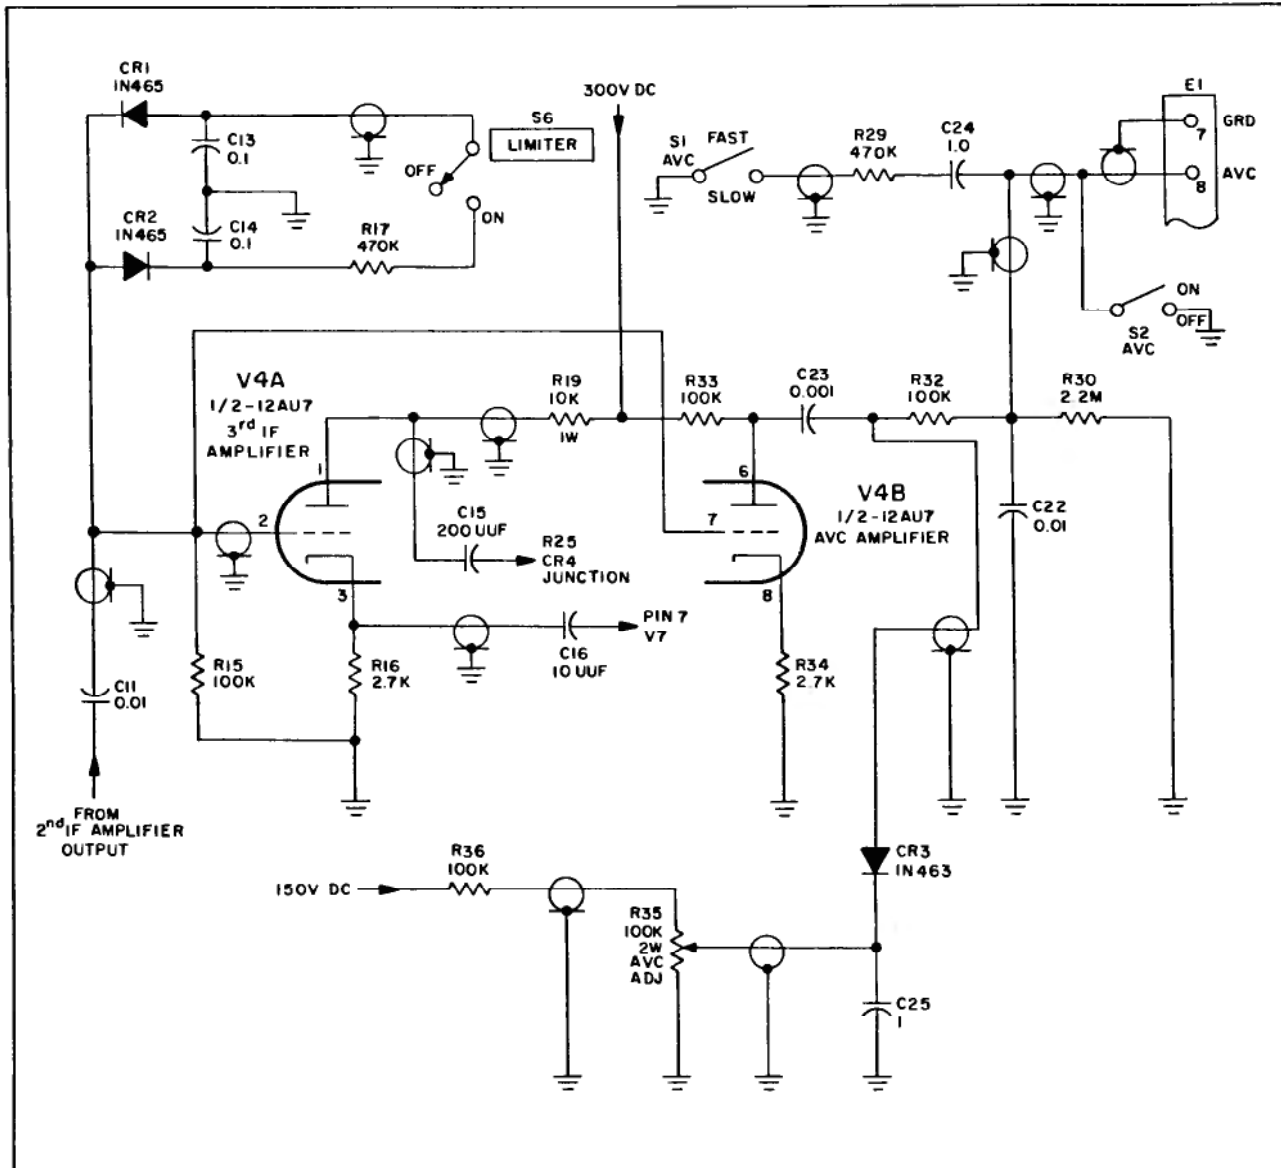 CR1
1N465
C13
0.1
S6
LIMITER
OFF
ON
CR2
1N465
C14
0.1
R17
470K
300V DC
S1
AVC
FAST
SLOW
R29
470K
C24
1.0
E1
GRD
7
AVC
8
ON
OFF
S2
AVC
V4A
1/2-12AU7
3rd IF
AMPLIFIER
R19
10K
1W
R33
100K
C23
0.001
R32
100K
R30
2.2M
1
2
3
C15
200 UUF
R25
CR4
JUNCTION
6
7
8
V4B
1/2-12AU7
AVC AMPLIFIER
C22
0.01
PIN 7
V7
C16
10 UUF
R15
100K
R16
2.7K
R34
2.7K
C11
0.01
FROM
2nd IF AMPLIFIER
OUTPUT
R36
100K
150V DC
R35
100K
2W
AVC
ADJ
CR3
1N463
C25
1